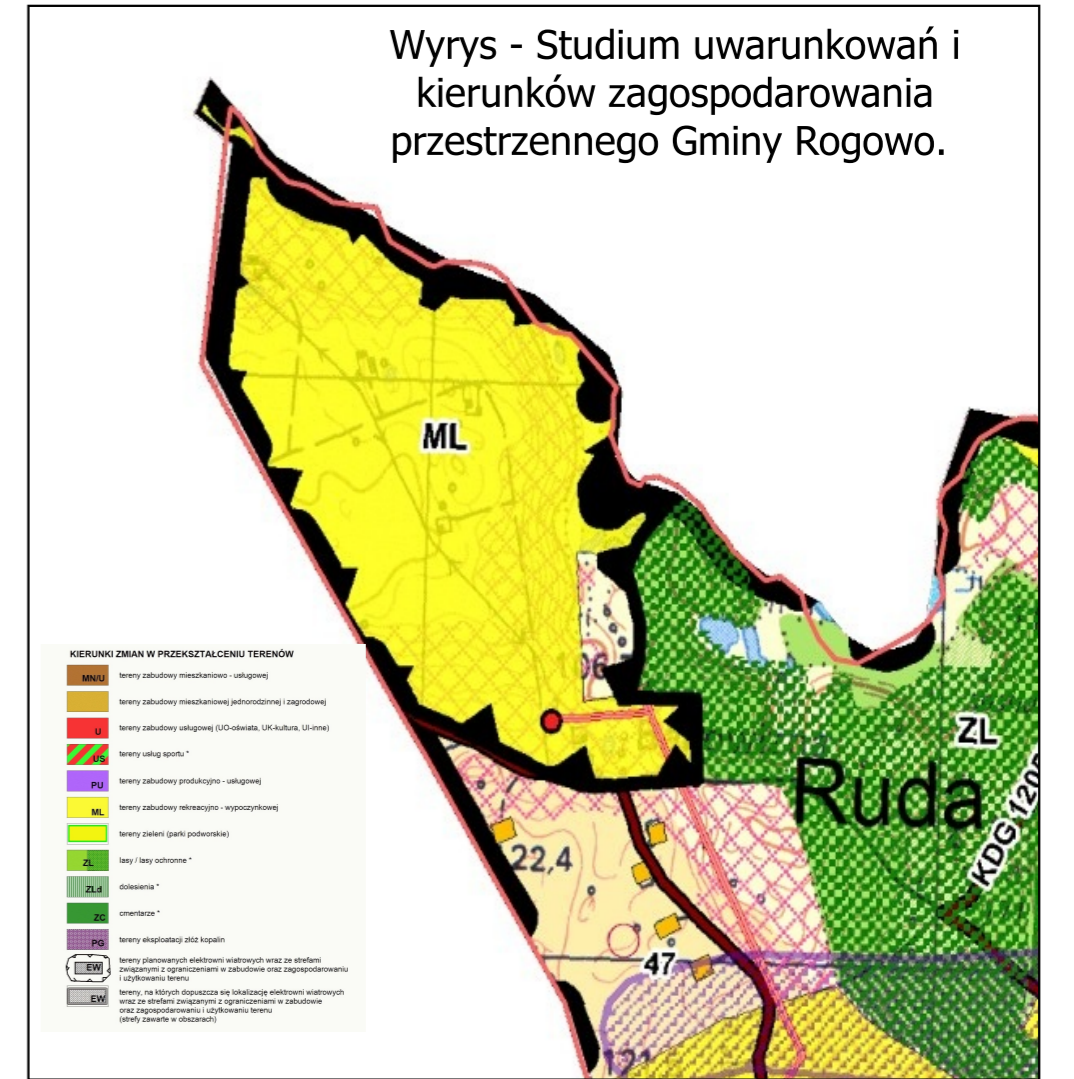 Wyrys - Studium uwarunkowań i
kierunków zagospodarowania
przestrzennego Gminy Rogowo.
ML
ZL
Ruda
KDG 120
22,4
47
121
KIERUNKI ZMIAN W PRZEKSZTAŁCENIU TERENÓW
MN/U tereny zabudowy mieszkaniowo - usługowej
tereny zabudowy mieszkaniowej jednorodzinnej i zagrodowej
U tereny zabudowy usługowej (UO-oświata, UK-kultura, UI-inne)
US tereny usług sportu *
PU tereny zabudowy produkcyjno - usługowej
ML tereny zabudowy rekreacyjno - wypoczynkowej
tereny zieleni (parki podworskie)
ZL lasy / lasy ochronne *
ZLd dolesienia *
ZC cmentarze *
PG tereny eksploatacji złóż kopalin
EW tereny planowanych elektrowni wiatrowych wraz ze strefami
związanymi z ograniczeniami w zabudowie oraz zagospodarowaniu
i użytkowaniu terenu
EW tereny, na których dopuszcza się lokalizację elektrowni wiatrowych
wraz ze strefami związanymi z ograniczeniami w zabudowie
oraz zagospodarowaniu i użytkowaniu terenu
(strefy zawarte w obszarach)